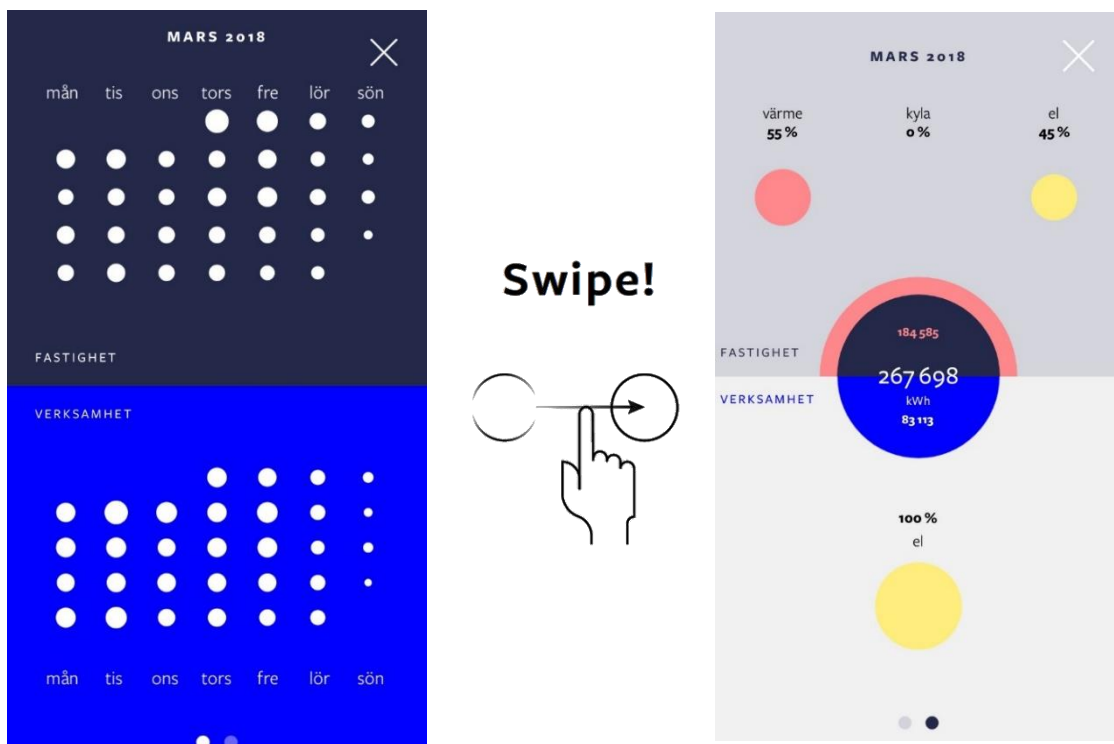 MARS 2018
mån tis ons tors fre lör sön
FASTIGHET
VERKSAMHET
mån tis ons tors fre lör sön
Swipe!
MARS 2018
värme kyla el
55 % 0 % 45 %
184 585
FASTIGHET
267 698
VERKSAMHET
kWh
83 113
100 %
el